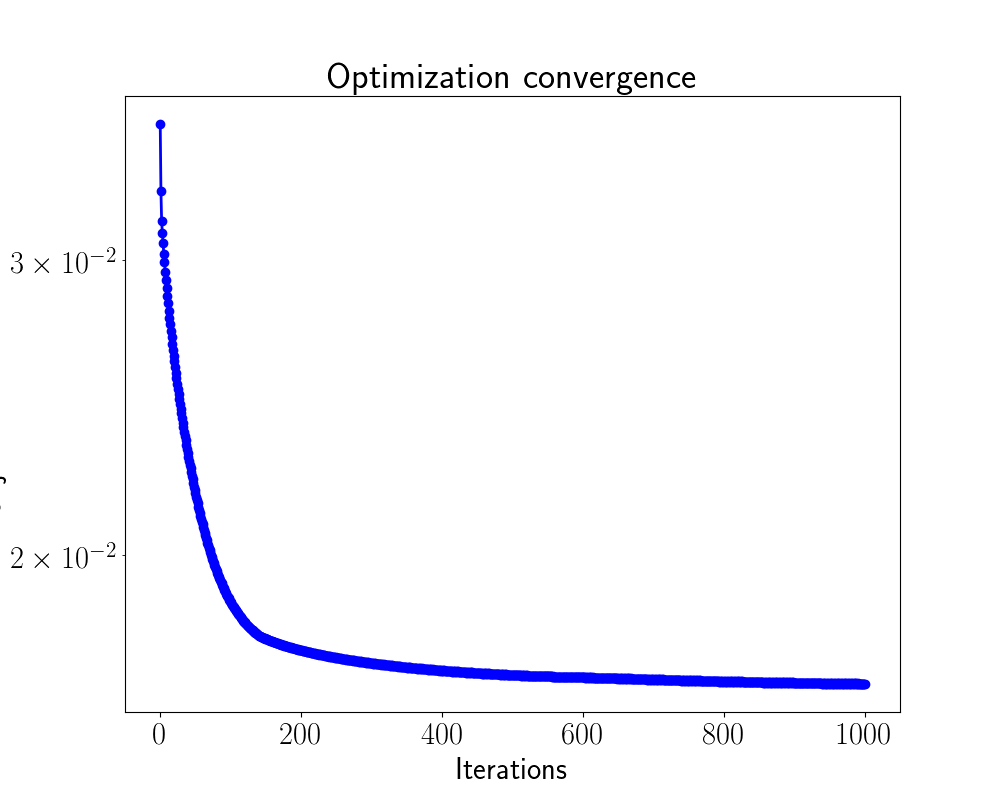 Optimization convergence
3 × 10⁻²
2 × 10⁻²
0 200 400 600 800 1000
Iterations